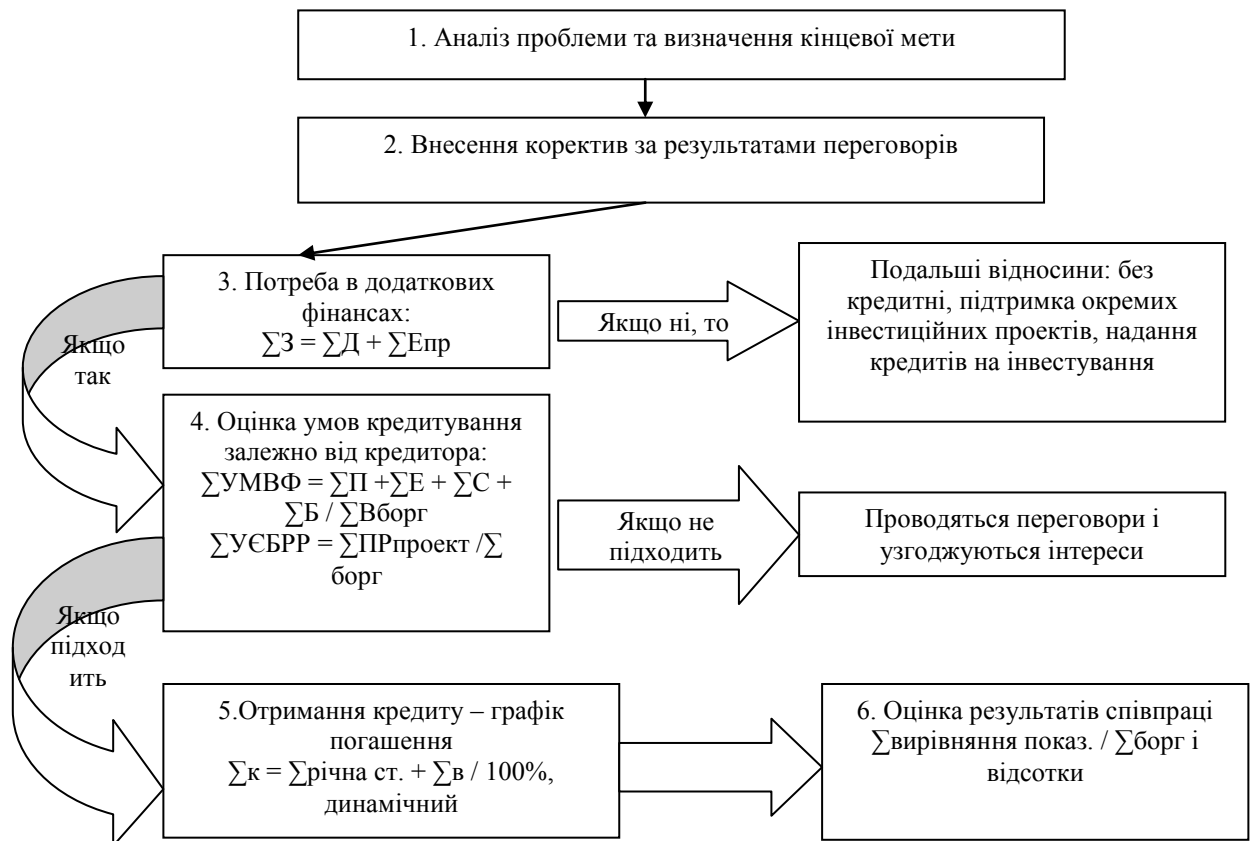 1. Аналіз проблеми та визначення кінцевої мети
2. Внесення коректив за результатами переговорів
3. Потреба в додаткових
фінансах:
∑З = ∑Д + ∑Епр
Якщо ні, то
Подальші відносини: без
кредитні, підтримка окремих
інвестиційних проектів, надання
кредитів на інвестування
Якщо
так
4. Оцінка умов кредитування
залежно від кредитора:
∑УМВФ = ∑П +∑Е + ∑С +
∑Б / ∑Вборг
∑УЄБРР = ∑ПРпроект /∑
борг
Якщо не
підходить
Проводяться переговори і
узгоджуються інтереси
Якщо
підход
ить
5.Отримання кредиту – графік
погашення
∑к = ∑річна ст. + ∑в / 100%,
динамічний
6. Оцінка результатів співпраці
∑вирівняння показ. / ∑борг і
відсотки